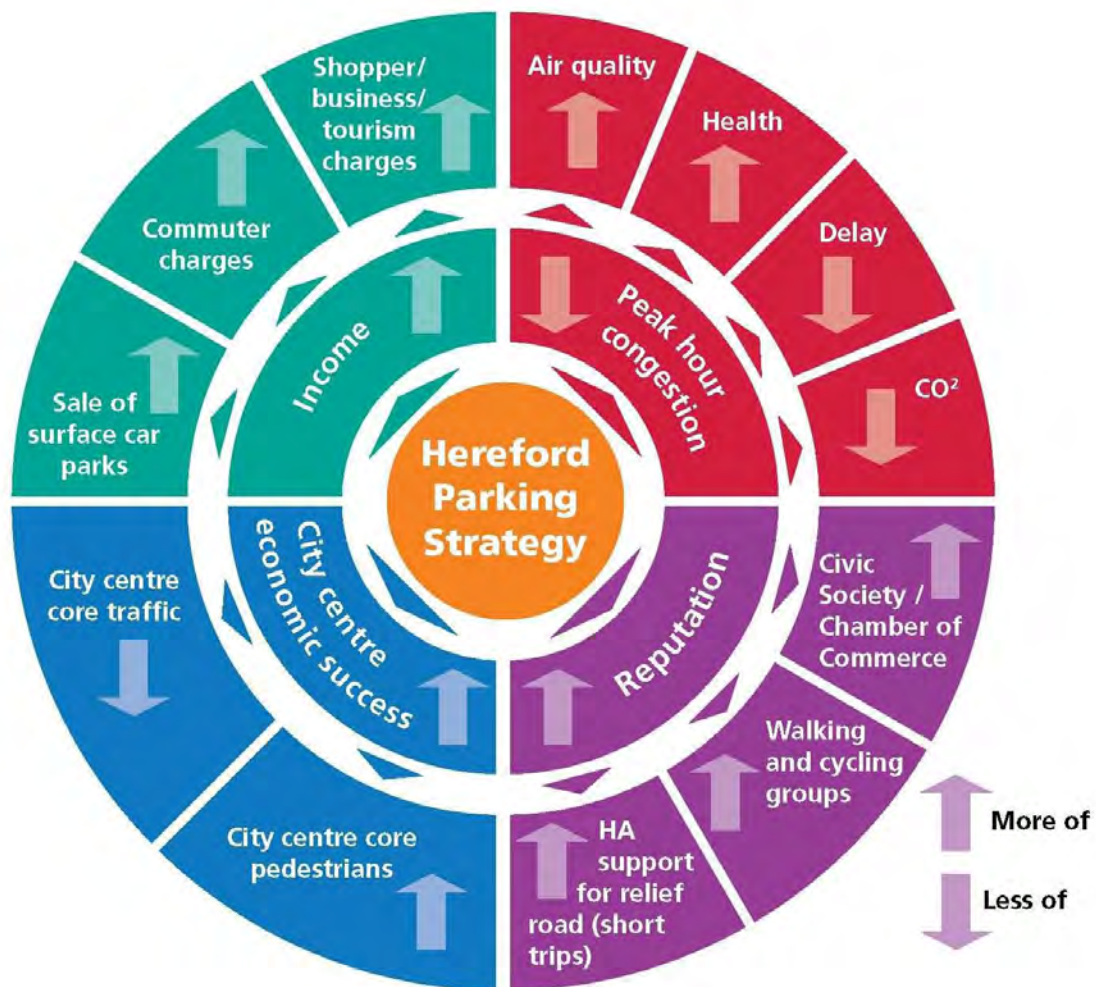 Shopper/
business/
tourism
charges
Commuter
charges
Sale of
surface car
parks
Income
Air quality
Health
Delay
CO²
Peak hour
congestion
Hereford
Parking
Strategy
City centre
economic success
City centre
core traffic
City centre core
pedestrians
Reputation
Civic
Society /
Chamber of
Commerce
Walking
and cycling
groups
HA
support
for relief
road (short
trips)
More of
Less of